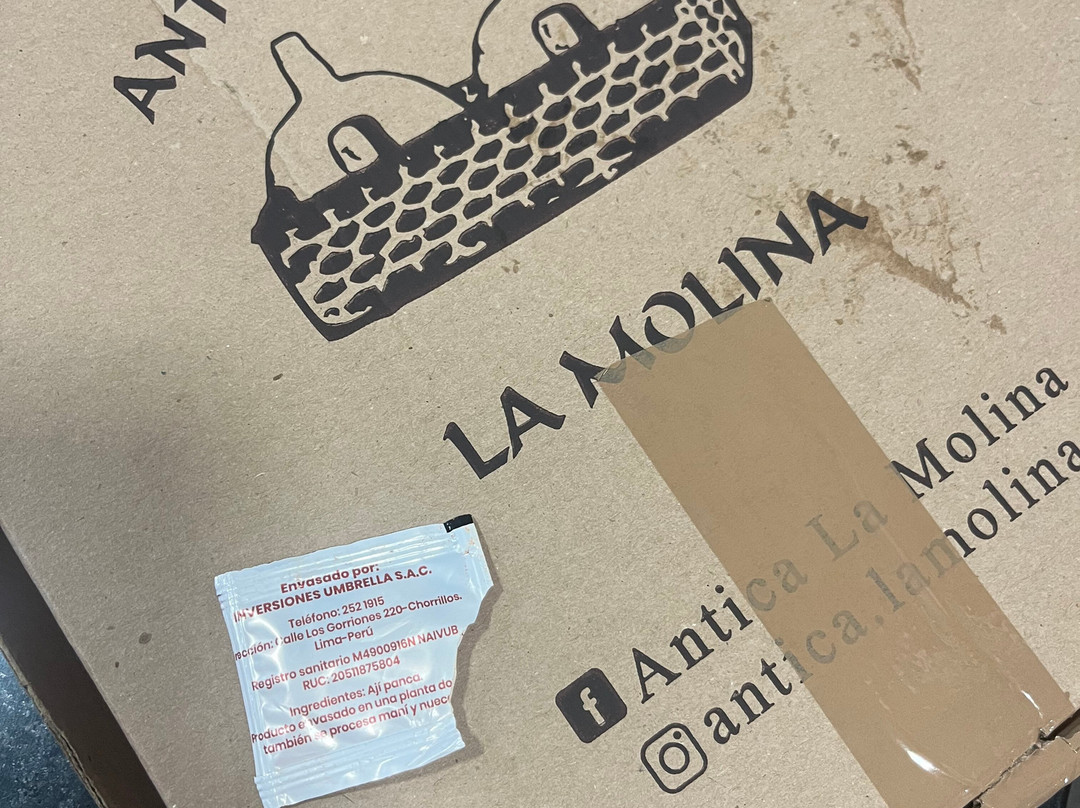 LA MOLINA
Antica La Molina
antica.lamolina
Envasado por:
INVERSIONES UMBRELLA S.A.C.
Teléfono: 252 1915
Calle Los Gorriones 220-Chorrillos.
Lima-Perú
Registro sanitario M4900916N NAIVUB
RUC: 20511875804
Ingredientes: Ají panca.
Producto envasado en una planta do
también se procesa maní y nuec